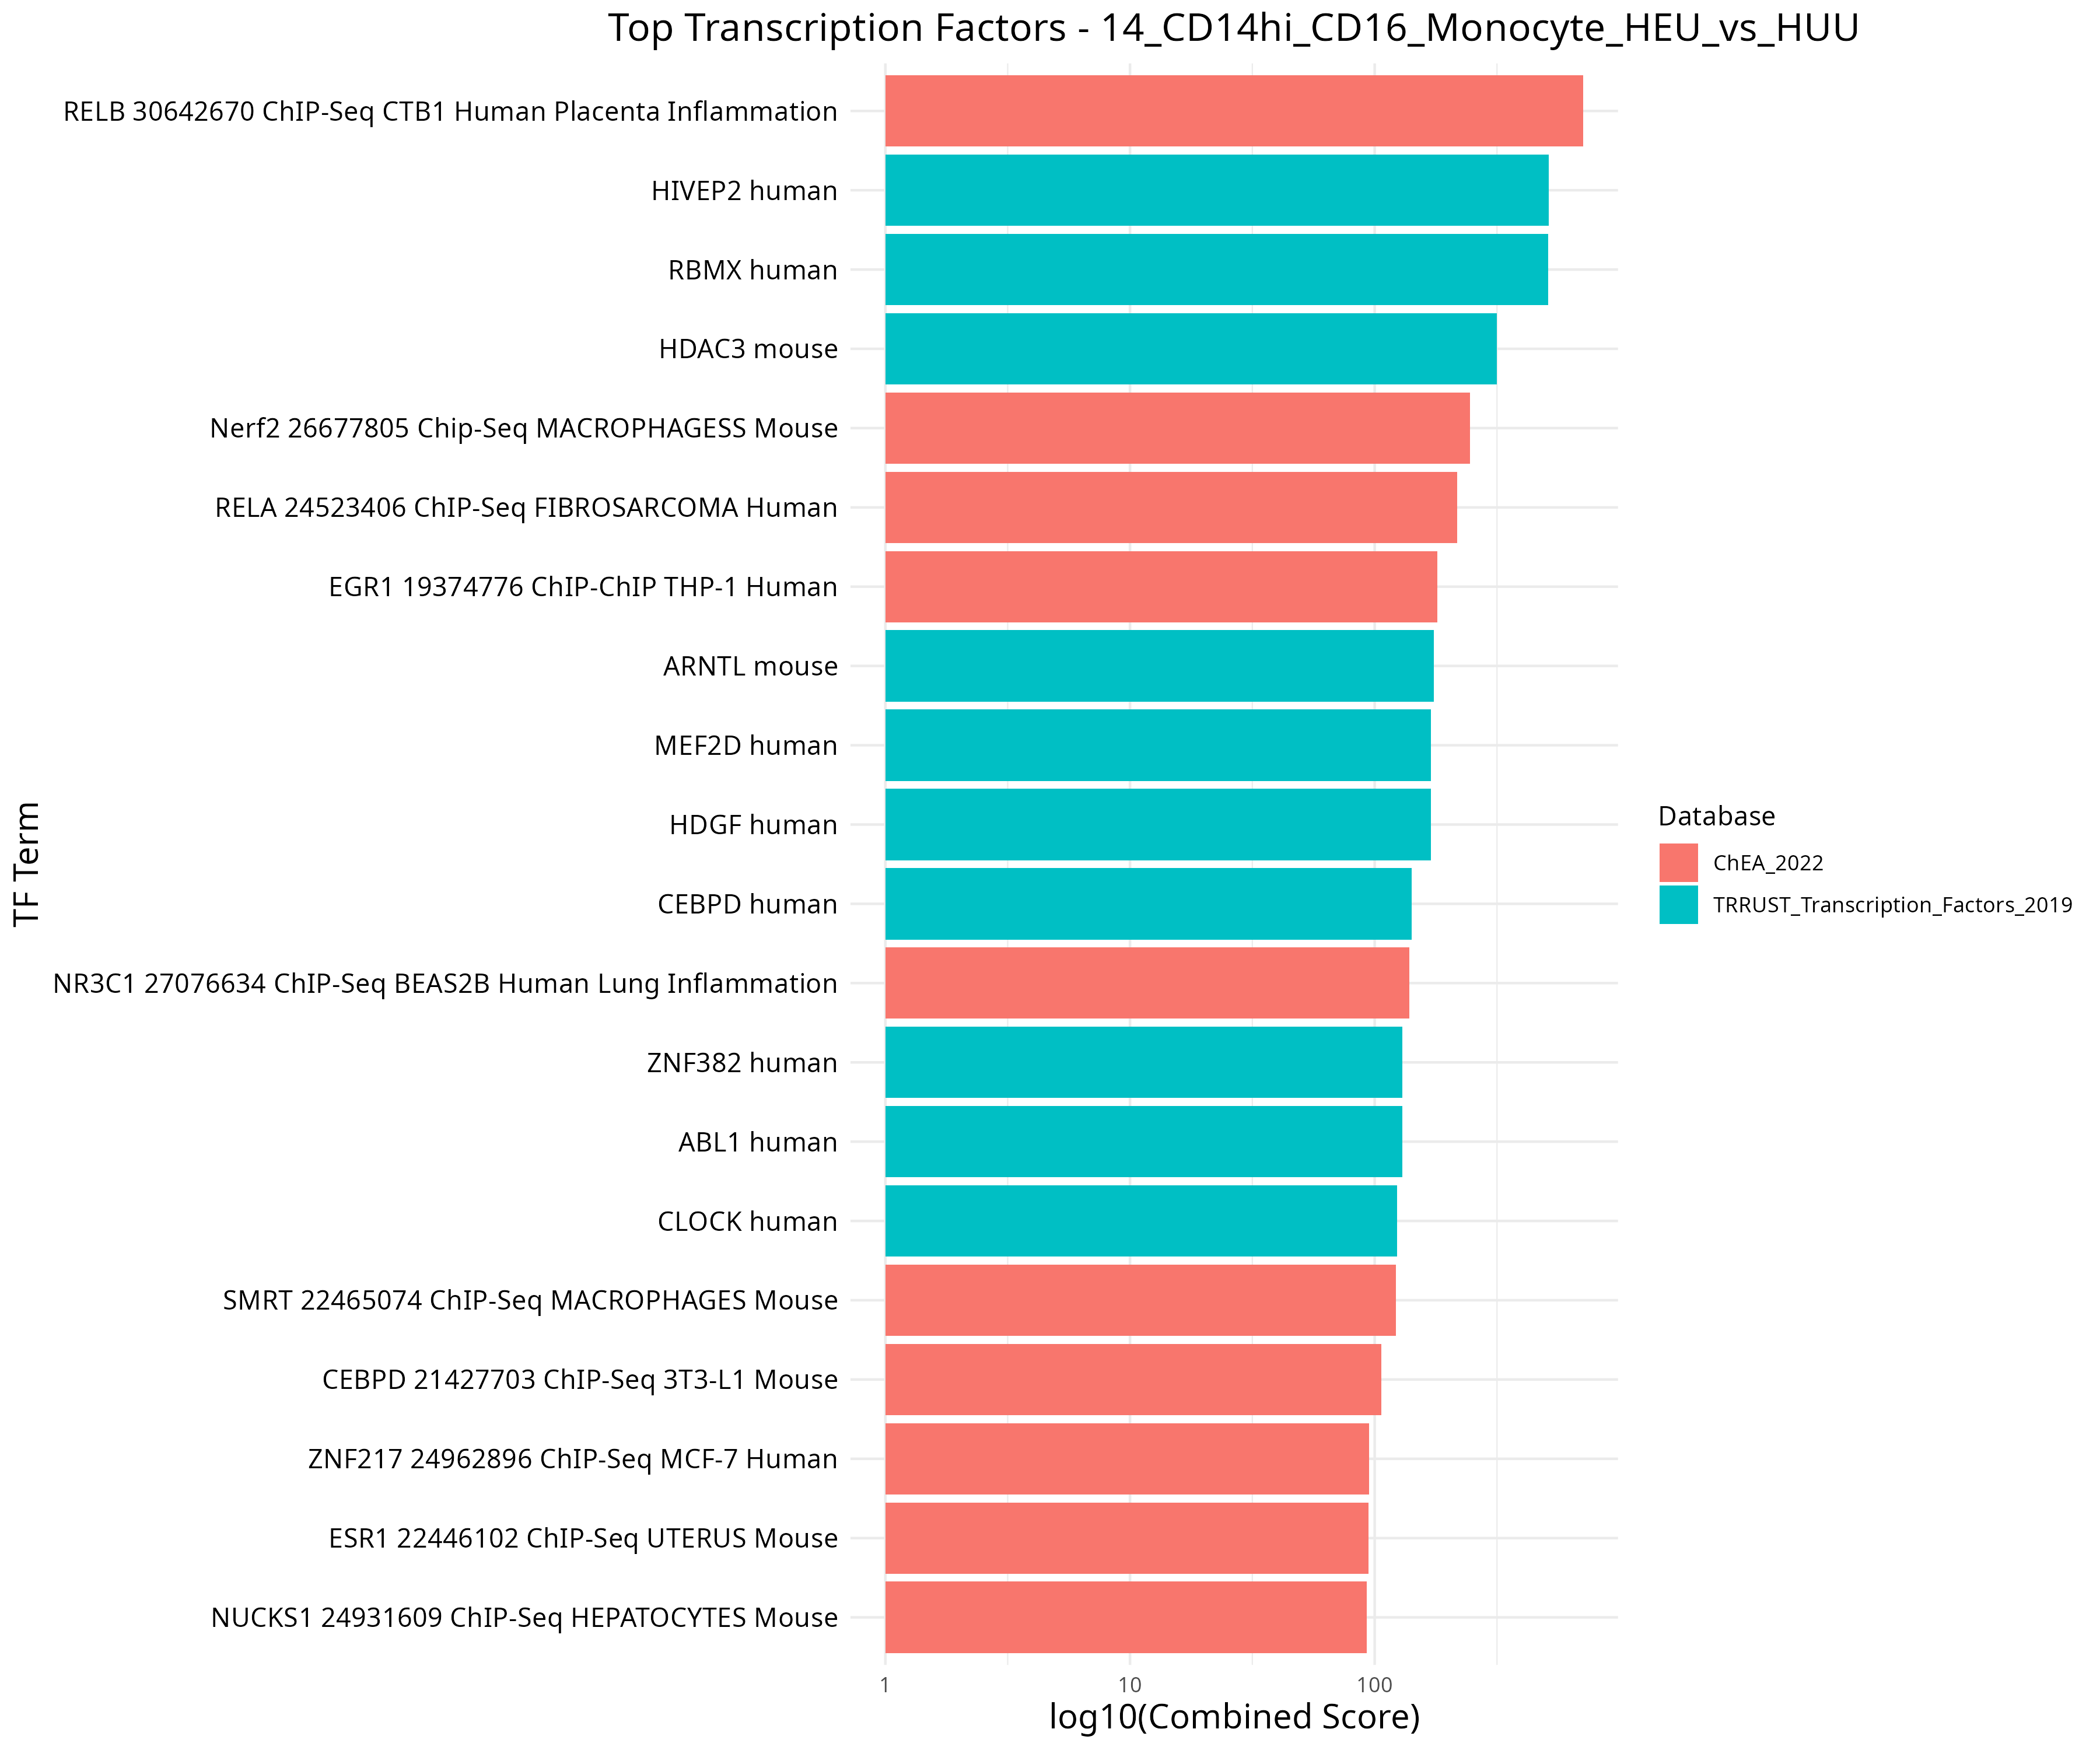 Top Transcription Factors - 14_CD14hi_CD16_Monocyte_HEU_vs_HUU
TF Term
RELB 30642670 ChIP-Seq CTB1 Human Placenta Inflammation
HIVEP2 human
RBMX human
HDAC3 mouse
Nerf2 26677805 Chip-Seq MACROPHAGESS Mouse
RELA 24523406 ChIP-Seq FIBROSARCOMA Human
EGR1 19374776 ChIP-ChIP THP-1 Human
ARNTL mouse
MEF2D human
HDGF human
CEBPD human
NR3C1 27076634 ChIP-Seq BEAS2B Human Lung Inflammation
ZNF382 human
ABL1 human
CLOCK human
SMRT 22465074 ChIP-Seq MACROPHAGES Mouse
CEBPD 21427703 ChIP-Seq 3T3-L1 Mouse
ZNF217 24962896 ChIP-Seq MCF-7 Human
ESR1 22446102 ChIP-Seq UTERUS Mouse
NUCKS1 24931609 ChIP-Seq HEPATOCYTES Mouse
1 10 100
log10(Combined Score)
Database
ChEA_2022
TRRUST_Transcription_Factors_2019